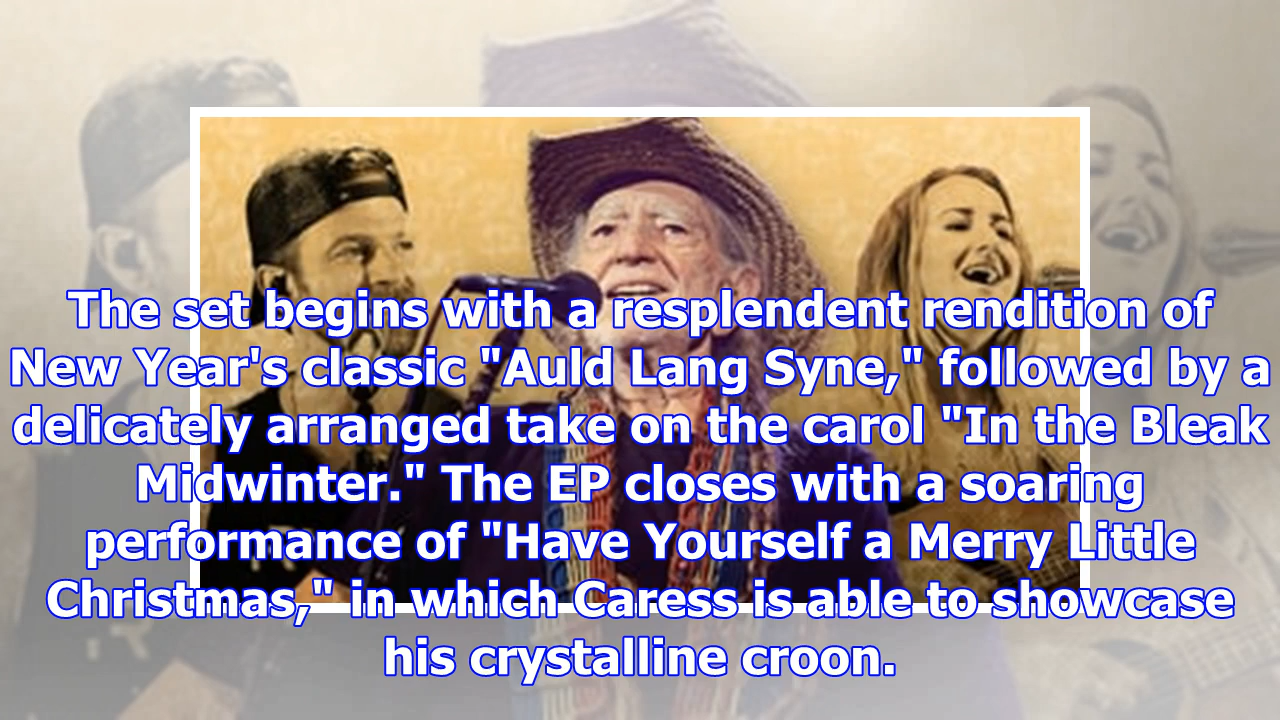 The set begins with a resplendent rendition of
New Year's classic "Auld Lang Syne," followed by a
delicately arranged take on the carol "In the Bleak
Midwinter." The EP closes with a soaring
performance of "Have Yourself a Merry Little
Christmas," in which Caress is able to showcase
his crystalline croon.